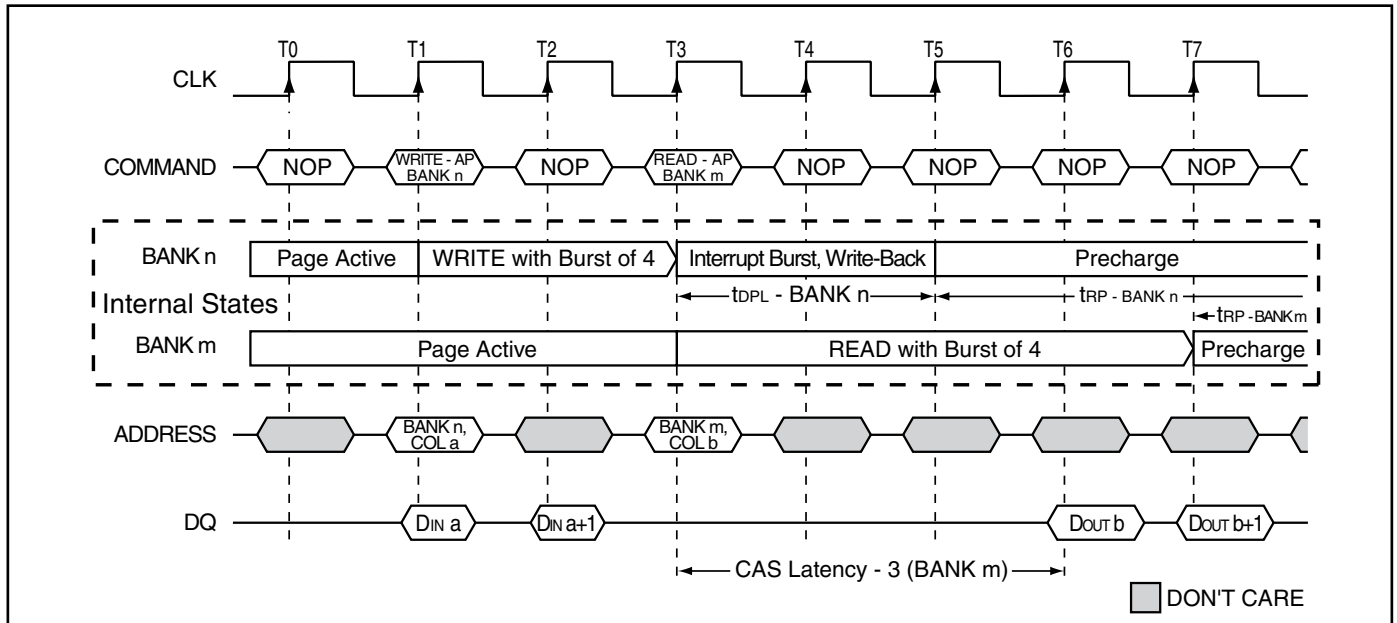 T0 T1 T2 T3 T4 T5 T6 T7
CLK
COMMAND NOP WRITE - AP NOP READ - AP NOP NOP NOP NOP
BANK n BANK m
BANK n Page Active WRITE with Burst of 4 Interrupt Burst, Write-Back Precharge
tDPL - BANK n tRP - BANK n
Internal States
tRP - BANK m
BANK m Page Active READ with Burst of 4 Precharge
ADDRESS BANK n, BANK m,
COL a COL b
DQ DIN a DIN a+1 DOUT b DOUT b+1
CAS Latency - 3 (BANK m)
DON'T CARE